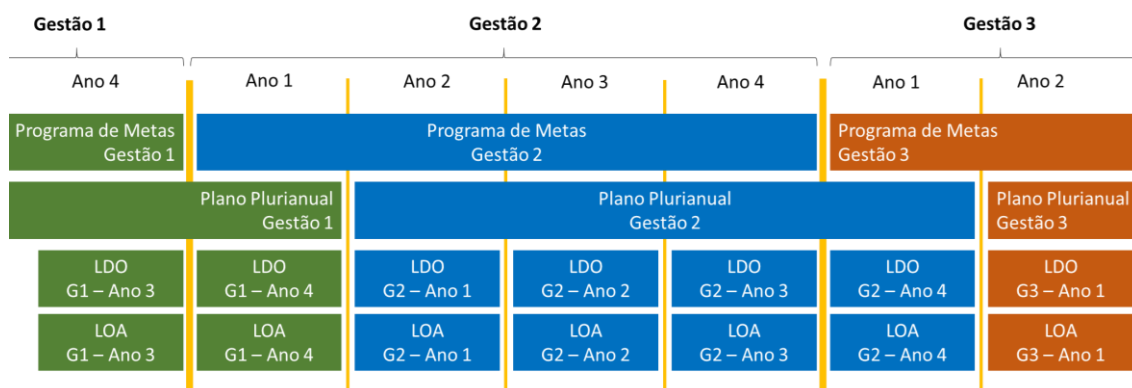 Gestão 1
Gestão 2
Gestão 3
Ano 4
Ano 1
Ano 2
Ano 3
Ano 4
Ano 1
Ano 2
Programa de Metas
Gestão 1
Programa de Metas
Gestão 2
Programa de Metas
Gestão 3
Plano Plurianual
Gestão 1
Plano Plurianual
Gestão 2
Plano Plurianual
Gestão 3
LDO
G1 – Ano 3
LDO
G1 – Ano 4
LDO
G2 – Ano 1
LDO
G2 – Ano 2
LDO
G2 – Ano 3
LDO
G2 – Ano 4
LDO
G3 – Ano 1
LOA
G1 – Ano 3
LOA
G1 – Ano 4
LOA
G2 – Ano 1
LOA
G2 – Ano 2
LOA
G2 – Ano 3
LOA
G2 – Ano 4
LOA
G3 – Ano 1